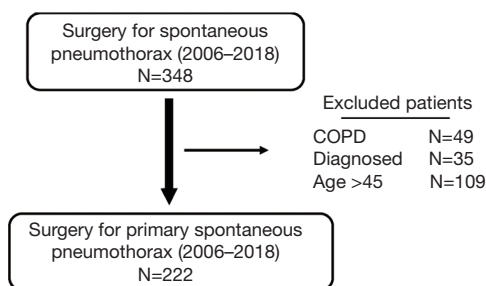 Surgery for spontaneous
pneumothorax (2006–2018)
N=348
Excluded patients
COPD N=49
Diagnosed N=35
Age >45 N=109
Surgery for primary spontaneous
pneumothorax (2006–2018)
N=222